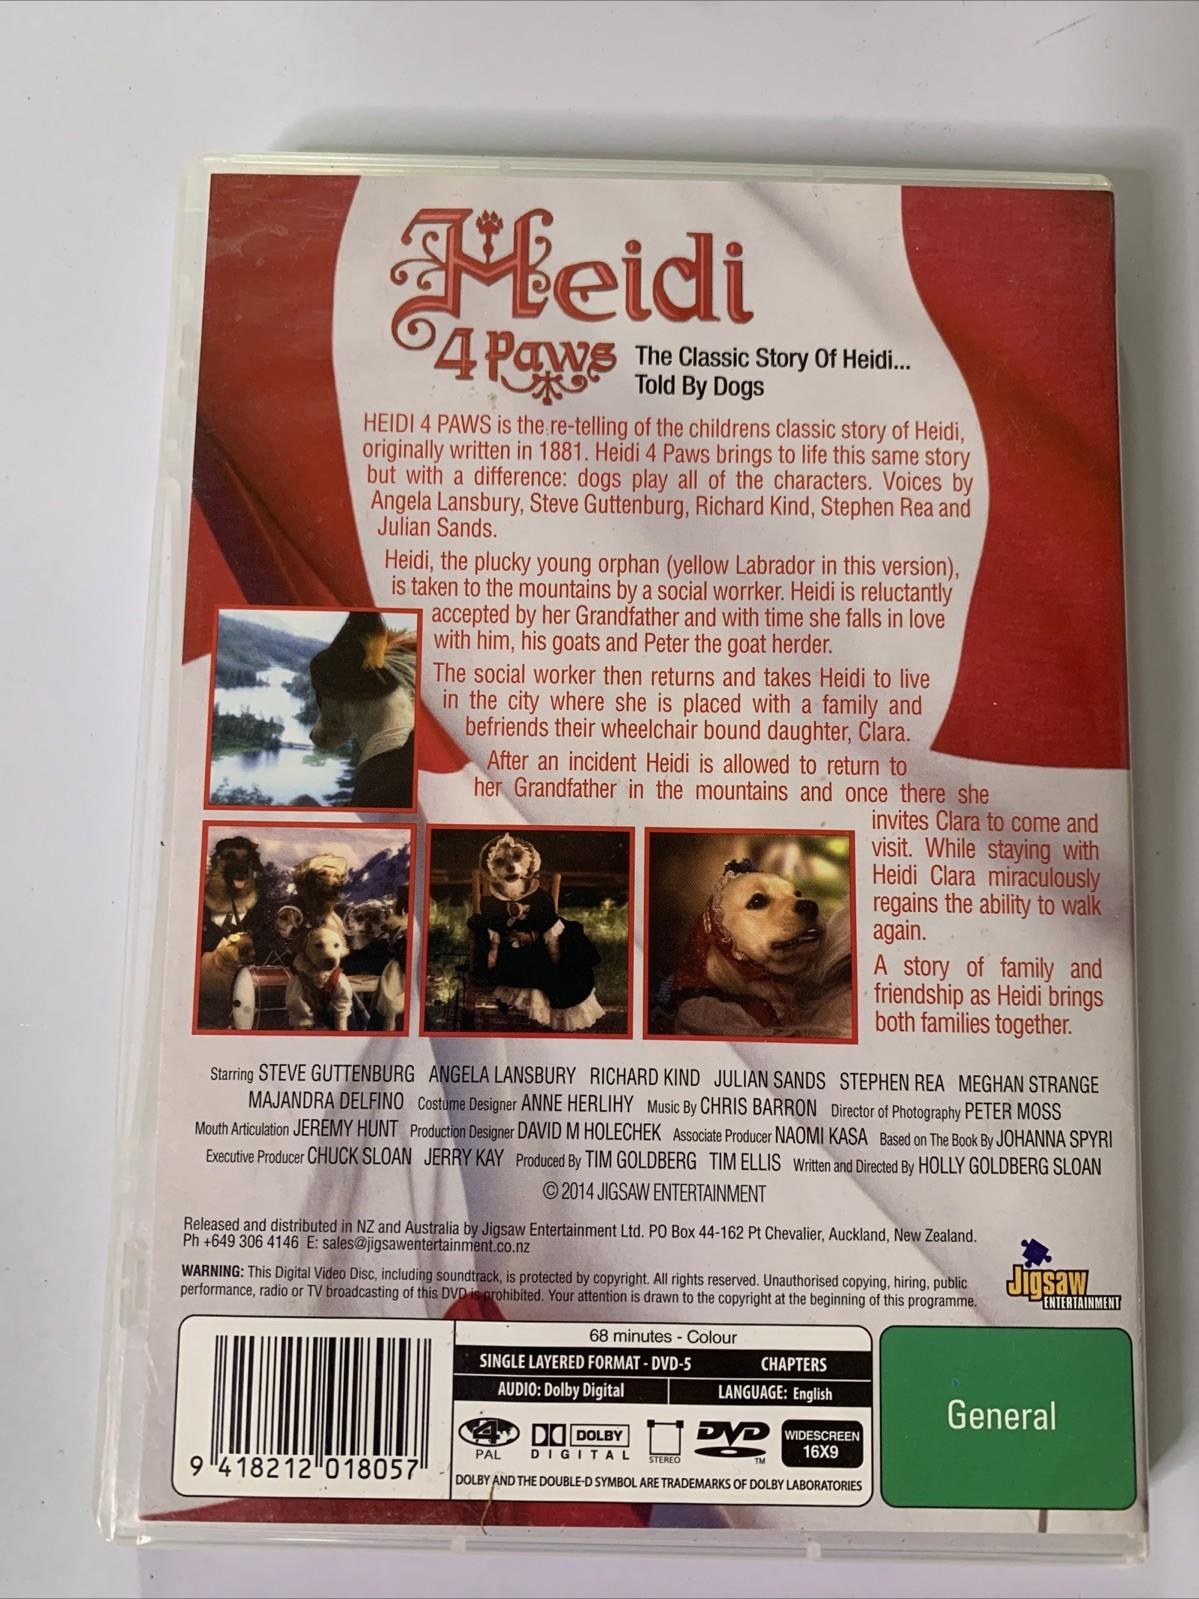 Heidi
4 Paws
The Classic Story Of Heidi...
Told By Dogs
HEIDI 4 PAWS is the re-telling of the childrens classic story of Heidi,
originally written in 1881. Heidi 4 Paws brings to life this same story
but with a difference: dogs play all of the characters. Voices by
Angela Lansbury, Steve Guttenburg, Richard Kind, Stephen Rea and
Julian Sands.
Heidi, the plucky young orphan (yellow Labrador in this version),
is taken to the mountains by a social worrker. Heidi is reluctantly
accepted by her Grandfather and with time she falls in love
with him, his goats and Peter the goat herder.
The social worker then returns and takes Heidi to live
in the city where she is placed with a family and
befriends their wheelchair bound daughter, Clara.
After an incident Heidi is allowed to return to
her Grandfather in the mountains and once there she
invites Clara to come and
visit. While staying with
Heidi Clara miraculously
regains the ability to walk
again.
A story of family and
friendship as Heidi brings
both families together.
Starring STEVE GUTTENBURG ANGELA LANSBURY RICHARD KIND JULIAN SANDS STEPHEN REA MEGHAN STRANGE
MAJANDRA DELFINO Costume Designer ANNE HERLIHY Music By CHRIS BARRON Director of Photography PETER MOSS
Mouth Articulation JEREMY HUNT Production Designer DAVID M HOLECHEK Associate Producer NAOMI KASA Based on The Book By JOHANNA SPYRI
Executive Producer CHUCK SLOAN JERRY KAY Produced By TIM GOLDBERG TIM ELLIS Written and Directed By HOLLY GOLDBERG SLOAN
© 2014 JIGSAW ENTERTAINMENT
Released and distributed in NZ and Australia by Jigsaw Entertainment Ltd. PO Box 44-162 Pt Chevalier, Auckland, New Zealand.
Ph +649 306 4146 E: sales@jigsawentertainment.co.nz
WARNING: This Digital Video Disc, including soundtrack, is protected by copyright. All rights reserved. Unauthorised copying, hiring, public
performance, radio or TV broadcasting of this DVD is prohibited. Your attention is drawn to the copyright at the beginning of this programme.
Jigsaw
ENTERTAINMENT
68 minutes - Colour
SINGLE LAYERED FORMAT - DVD-5 CHAPTERS
AUDIO: Dolby Digital LANGUAGE: English
4 PAL
DOLBY DIGITAL
STEREO
DVD TM
WIDESCREEN
16X9
DOLBY AND THE DOUBLE-D SYMBOL ARE TRADEMARKS OF DOLBY LABORATORIES
9 418212 018057
General